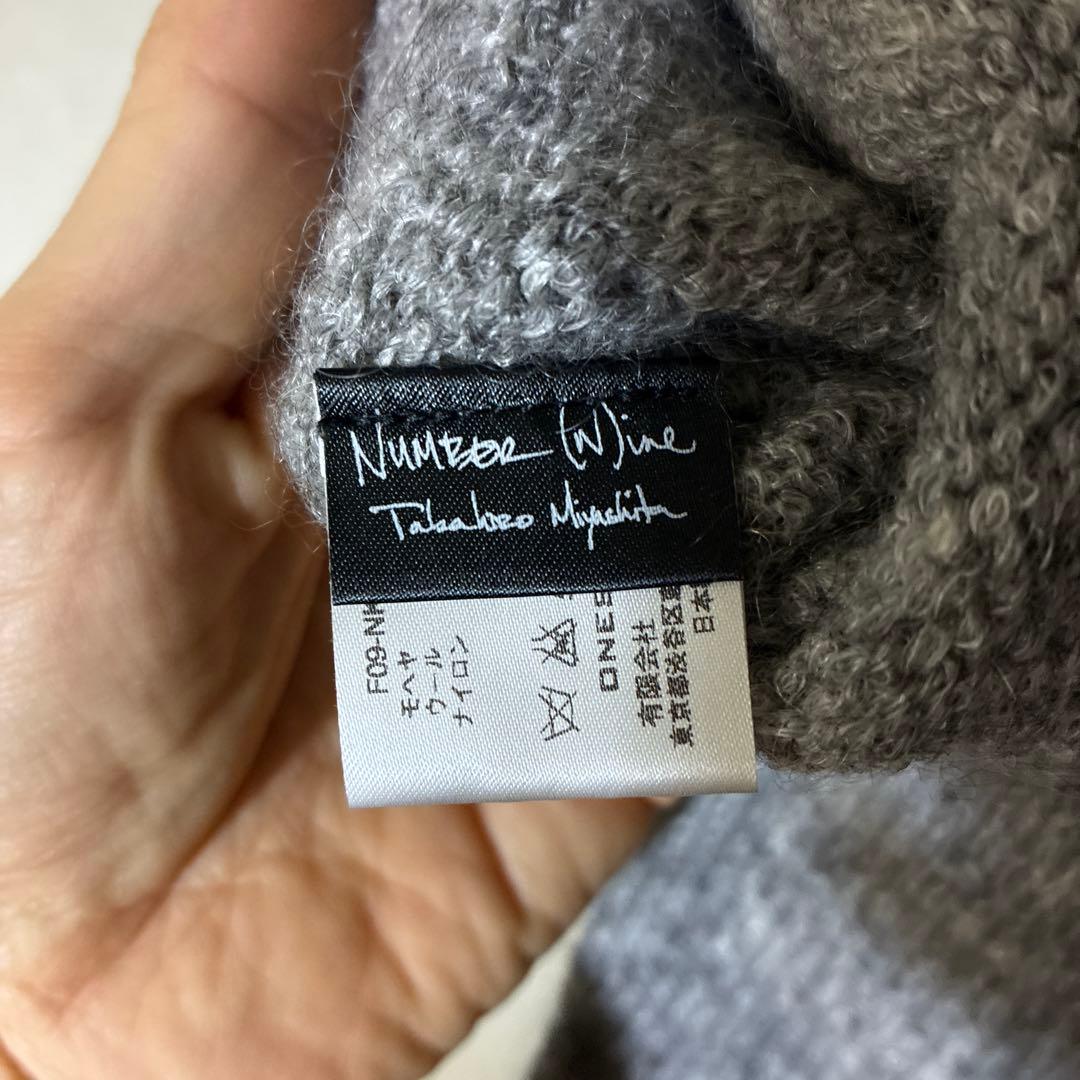 NUMBER (N)ine
Takahiro Miyashita
F09-N
モヘヤ
ウール
ナイロン
ONE
有限会社
東京都渋谷区
日本